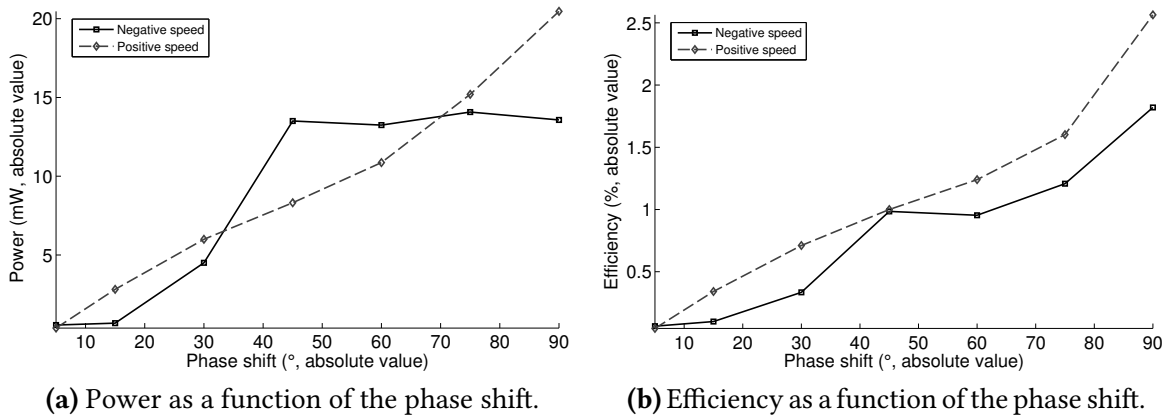 Power (mW, absolute value)
20
15
10
5
Negative speed
Positive speed
10 20 30 40 50 60 70 80 90
Phase shift (°, absolute value)
(a) Power as a function of the phase shift.
Efficiency (%, absolute value)
2.5
2
1.5
1
0.5
Negative speed
Positive speed
10 20 30 40 50 60 70 80 90
Phase shift (°, absolute value)
(b) Efficiency as a function of the phase shift.